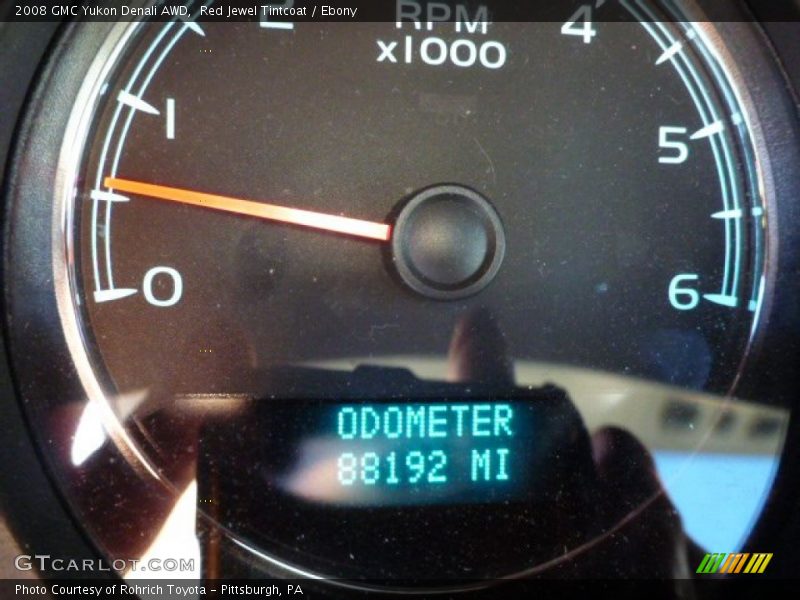 2008 GMC Yukon Denali AWD, Red Jewel Tintcoat / Ebony
2
RPM
4
x1000
1
5
0
6
ODOMETER
88192 MI
GTCARLOT.COM
Photo Courtesy of Rohrich Toyota - Pittsburgh, PA